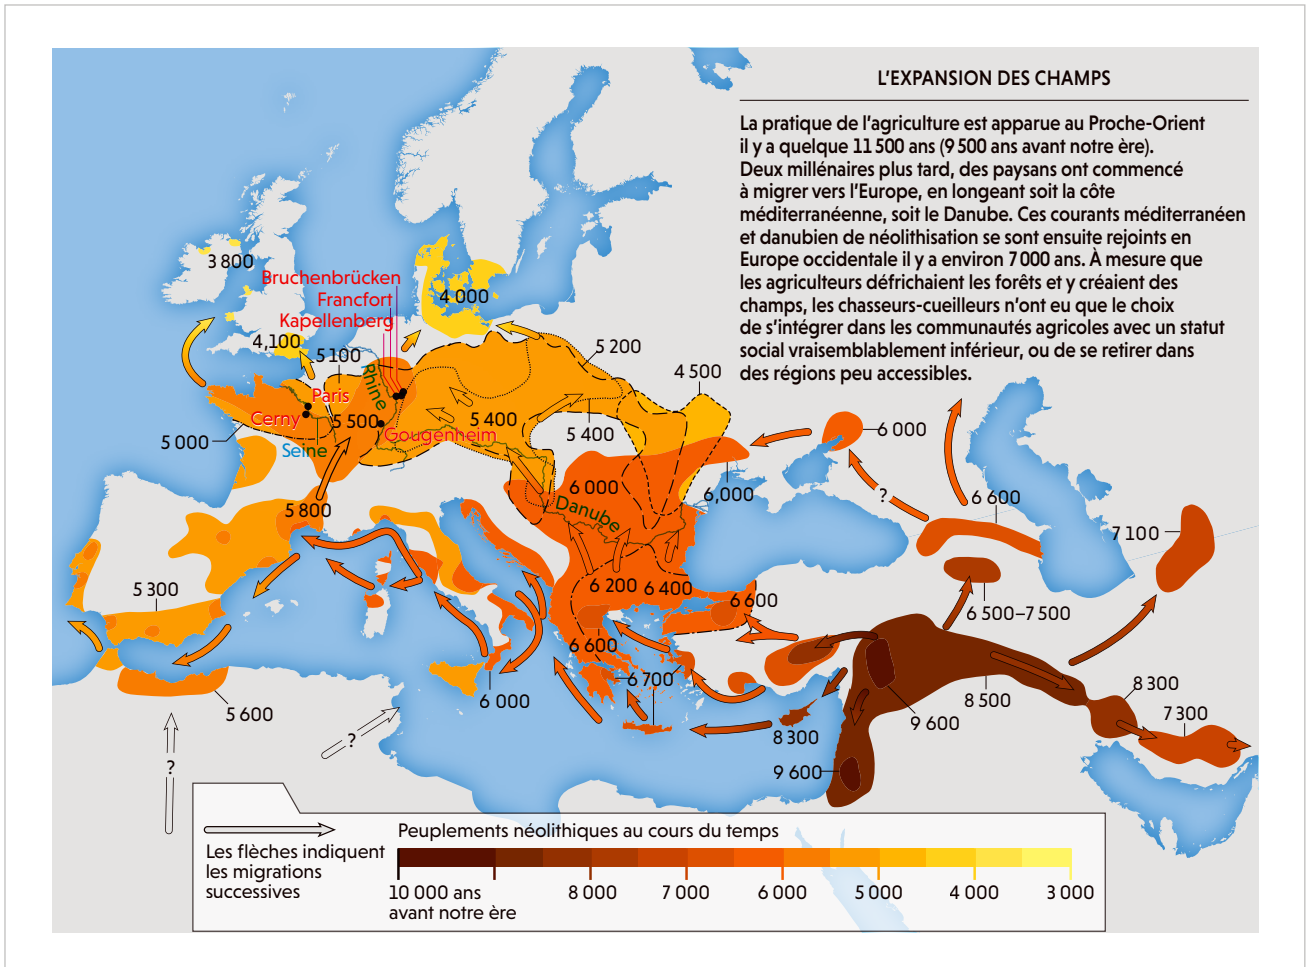 L'EXPANSION DES CHAMPS
La pratique de l'agriculture est apparue au Proche-Orient
il y a quelque 11 500 ans (9 500 ans avant notre ère).
Deux millénaires plus tard, des paysans ont commencé
à migrer vers l'Europe, en longeant soit la côte
méditerranéenne, soit le Danube. Ces courants méditerranéen
et danubien de néolithisation se sont ensuite rejoints en
Europe occidentale il y a environ 7 000 ans. À mesure que
les agriculteurs défrichaient les forêts et y créaient des
champs, les chasseurs-cueilleurs n'ont eu que le choix
de s'intégrer dans les communautés agricoles avec un statut
social vraisemblablement inférieur, ou de se retirer dans
des régions peu accessibles.
3 800
Bruchenbrücken
Francfort
Kapellenberg
4 000
4,100
5 100
5 200
4 500
Rhine
Paris
Cerny
5 500
5 400
5 400
Gougenheim
5 000
Seine
6 000
6 000
6,000
Danube
?
6 600
5 800
7 100
5 300
6 200
6 400
6 600
6 500–7 500
6 600
6 700
6 000
5 600
8 500
8 300
7 300
9 600
8 300
?
?
9 600
Peuplements néolithiques au cours du temps
Les flèches indiquent
les migrations
successives
10 000 ans
avant notre ère
8 000
7 000
6 000
5 000
4 000
3 000